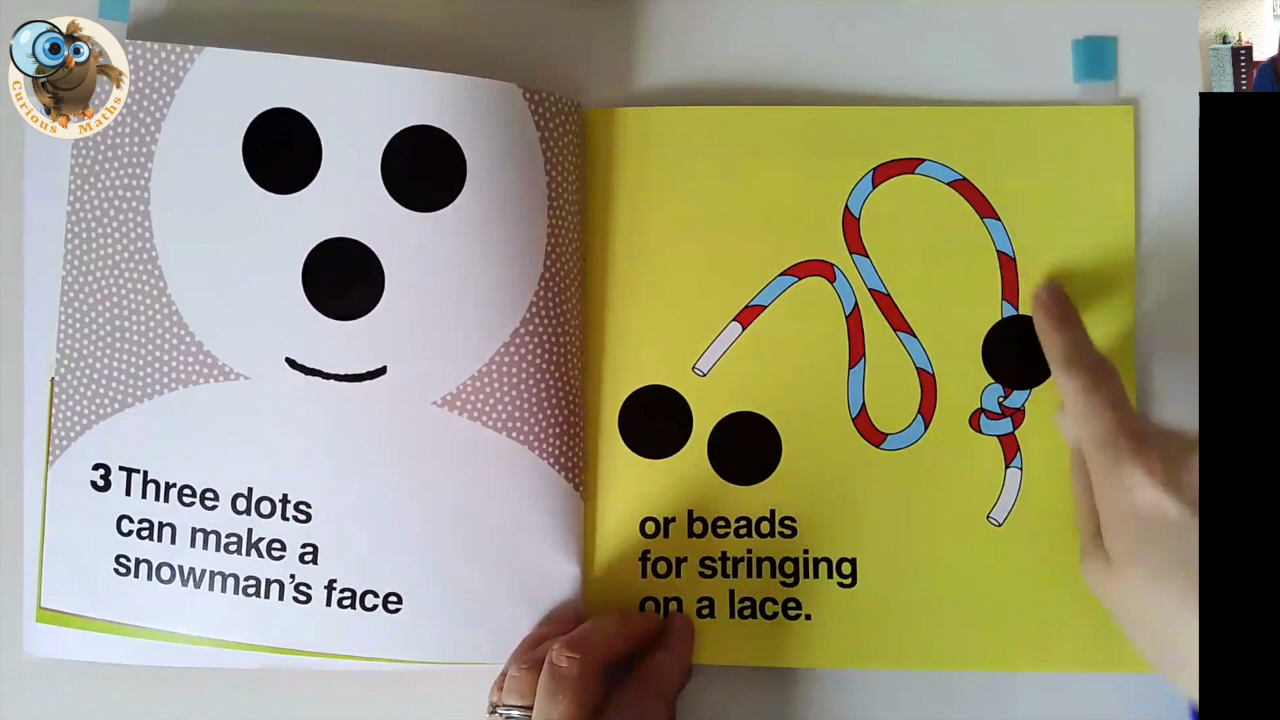 Curious Maths
3 Three dots
can make a
snowman's face
or beads
for stringing
on a lace.